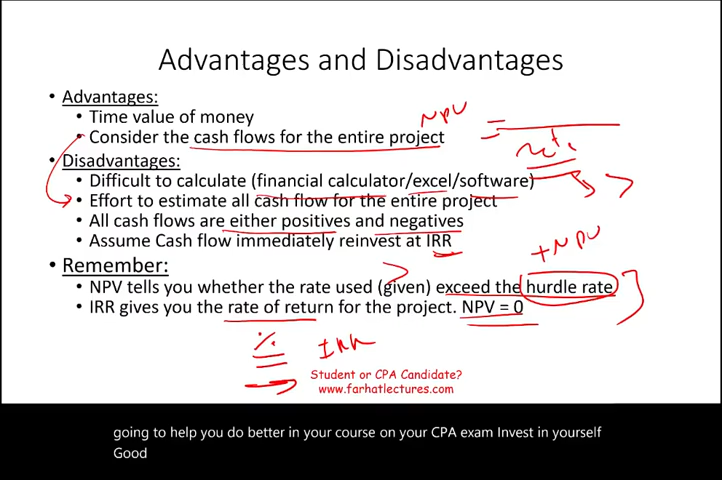 Advantages and Disadvantages
• Advantages:
• Time value of money
NPV
• Consider the cash flows for the entire project
• Disadvantages:
• Difficult to calculate (financial calculator/excel/software)
• Effort to estimate all cash flow for the entire project
• All cash flows are either positives and negatives
• Assume Cash flow immediately reinvest at IRR
+NPV
• Remember:
• NPV tells you whether the rate used (given) exceed the hurdle rate
• IRR gives you the rate of return for the project. NPV = 0
% IRR
Student or CPA Candidate?
www.farhatlectures.com
going to help you do better in your course on your CPA exam Invest in yourself
Good